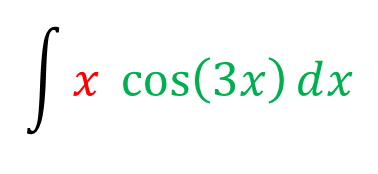 ∫ x cos(3x) dx